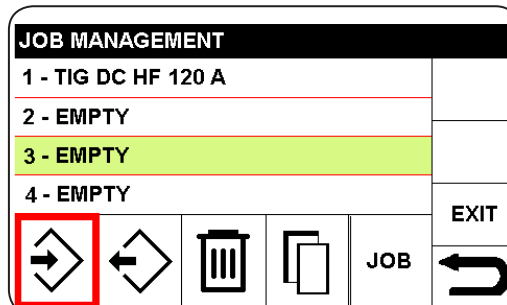 JOB MANAGEMENT
1 - TIG DC HF 120 A
2 - EMPTY
3 - EMPTY
4 - EMPTY
EXIT
JOB